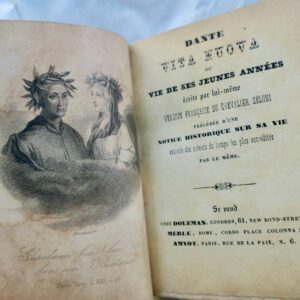 DANTE
VITA NUOVA
OU
VIE DE SES JEUNES ANNÉES
écrite par lui-même
VERSION FRANÇAISE DU CHEVALIER ZÉLONI
PRÉCÉDÉE D'UNE
NOTICE HISTORIQUE SUR SA VIE
extraite des auteurs du temps les plus accrédités
PAR LE MÊME.
Se vend
CHEZ DOLEMAN, LONDRES, 61, NEW BOND-STREET
MERLE, ROME, CORSO PLACE COLONNA
AMYOT, PARIS, RUE DE LA PAIX, N. 6.